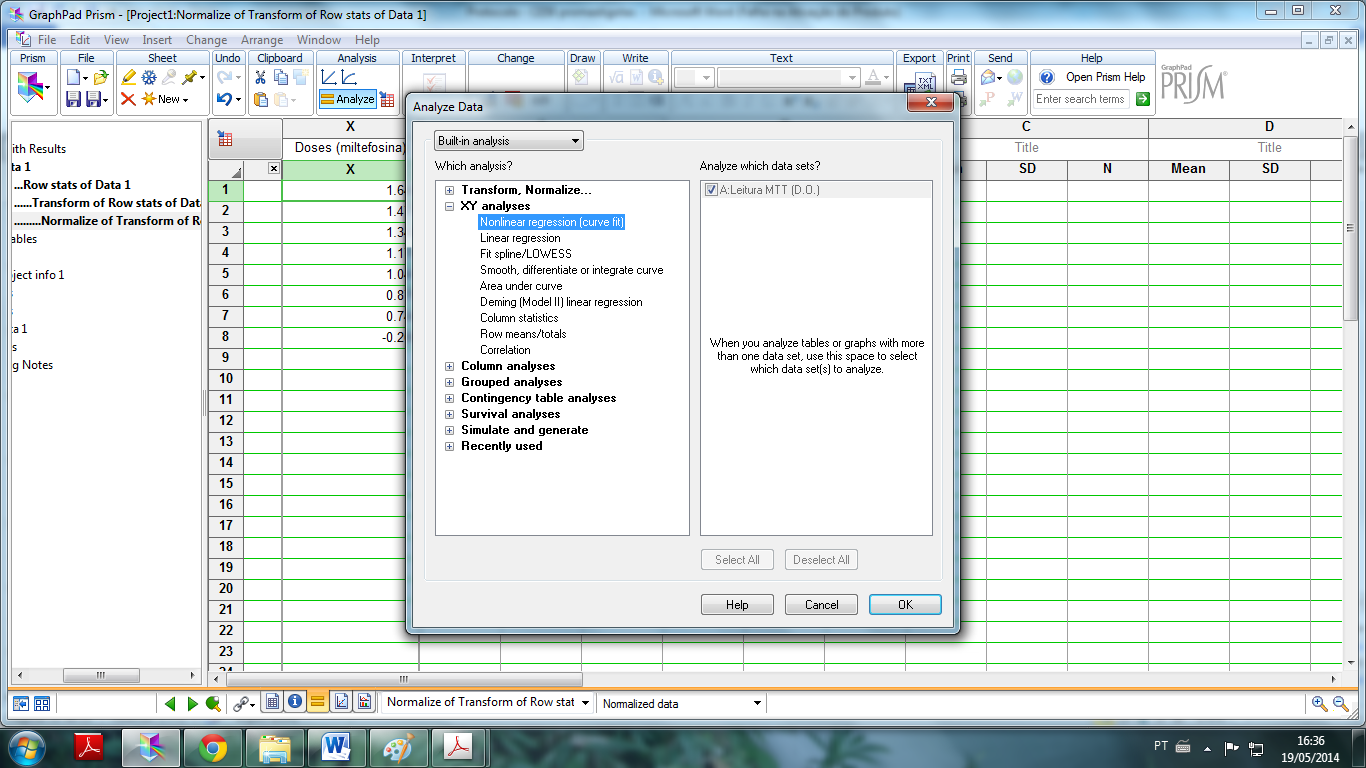 GraphPad Prism - [Project1:Normalize of Transform of Row stats of Data 1]
File Edit View Insert Change Arrange Window Help
Prism File Sheet Undo Clipboard Analysis Interpret Change Draw Write Text Export Print Send Help
New
Analyze
XYZ
Open Prism Help
Enter search terms
GraphPad
PRISM
ith Results
ta 1
...Row stats of Data 1
......Transform of Row stats of Data
.........Normalize of Transform of R
ables
ject info 1
ta 1
s
g Notes
X C D
Doses (miltefosina) Title Title
X SD N Mean SD
1 1.6
2 1.4
3 1.3
4 1.1
5 1.0
6 0.8
7 0.7
8 -0.2
9
10
11
12
13
14
15
16
17
18
19
20
21
22
23
Analyze Data
Built-in analysis
Which analysis?
Transform, Normalize...
XY analyses
Nonlinear regression (curve fit)
Linear regression
Fit spline/LOWESS
Smooth, differentiate or integrate curve
Area under curve
Deming (Model II) linear regression
Column statistics
Row means/totals
Correlation
Column analyses
Grouped analyses
Contingency table analyses
Survival analyses
Simulate and generate
Recently used
Analyze which data sets?
A:Leitura MTT (D.O.)
When you analyze tables or graphs with more
than one data set, use this space to select
which data set(s) to analyze.
Select All Deselect All
Help Cancel OK
Normalize of Transform of Row stat Normalized data
PT
16:36
19/05/2014